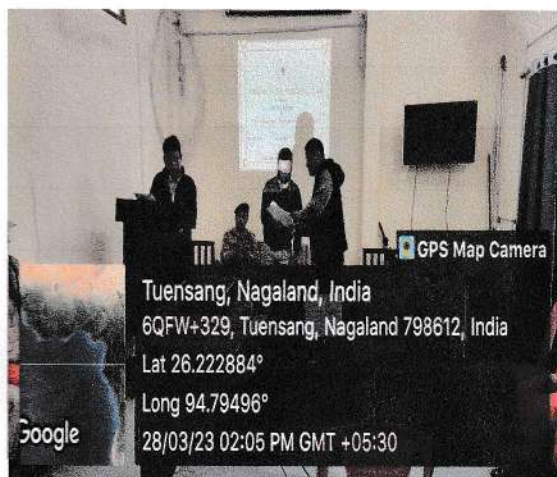 GPS Map Camera
Tuensang, Nagaland, India
6QFW+329, Tuensang, Nagaland 798612, India
Lat 26.222884°
Long 94.79496°
28/03/23 02:05 PM GMT +05:30
Google